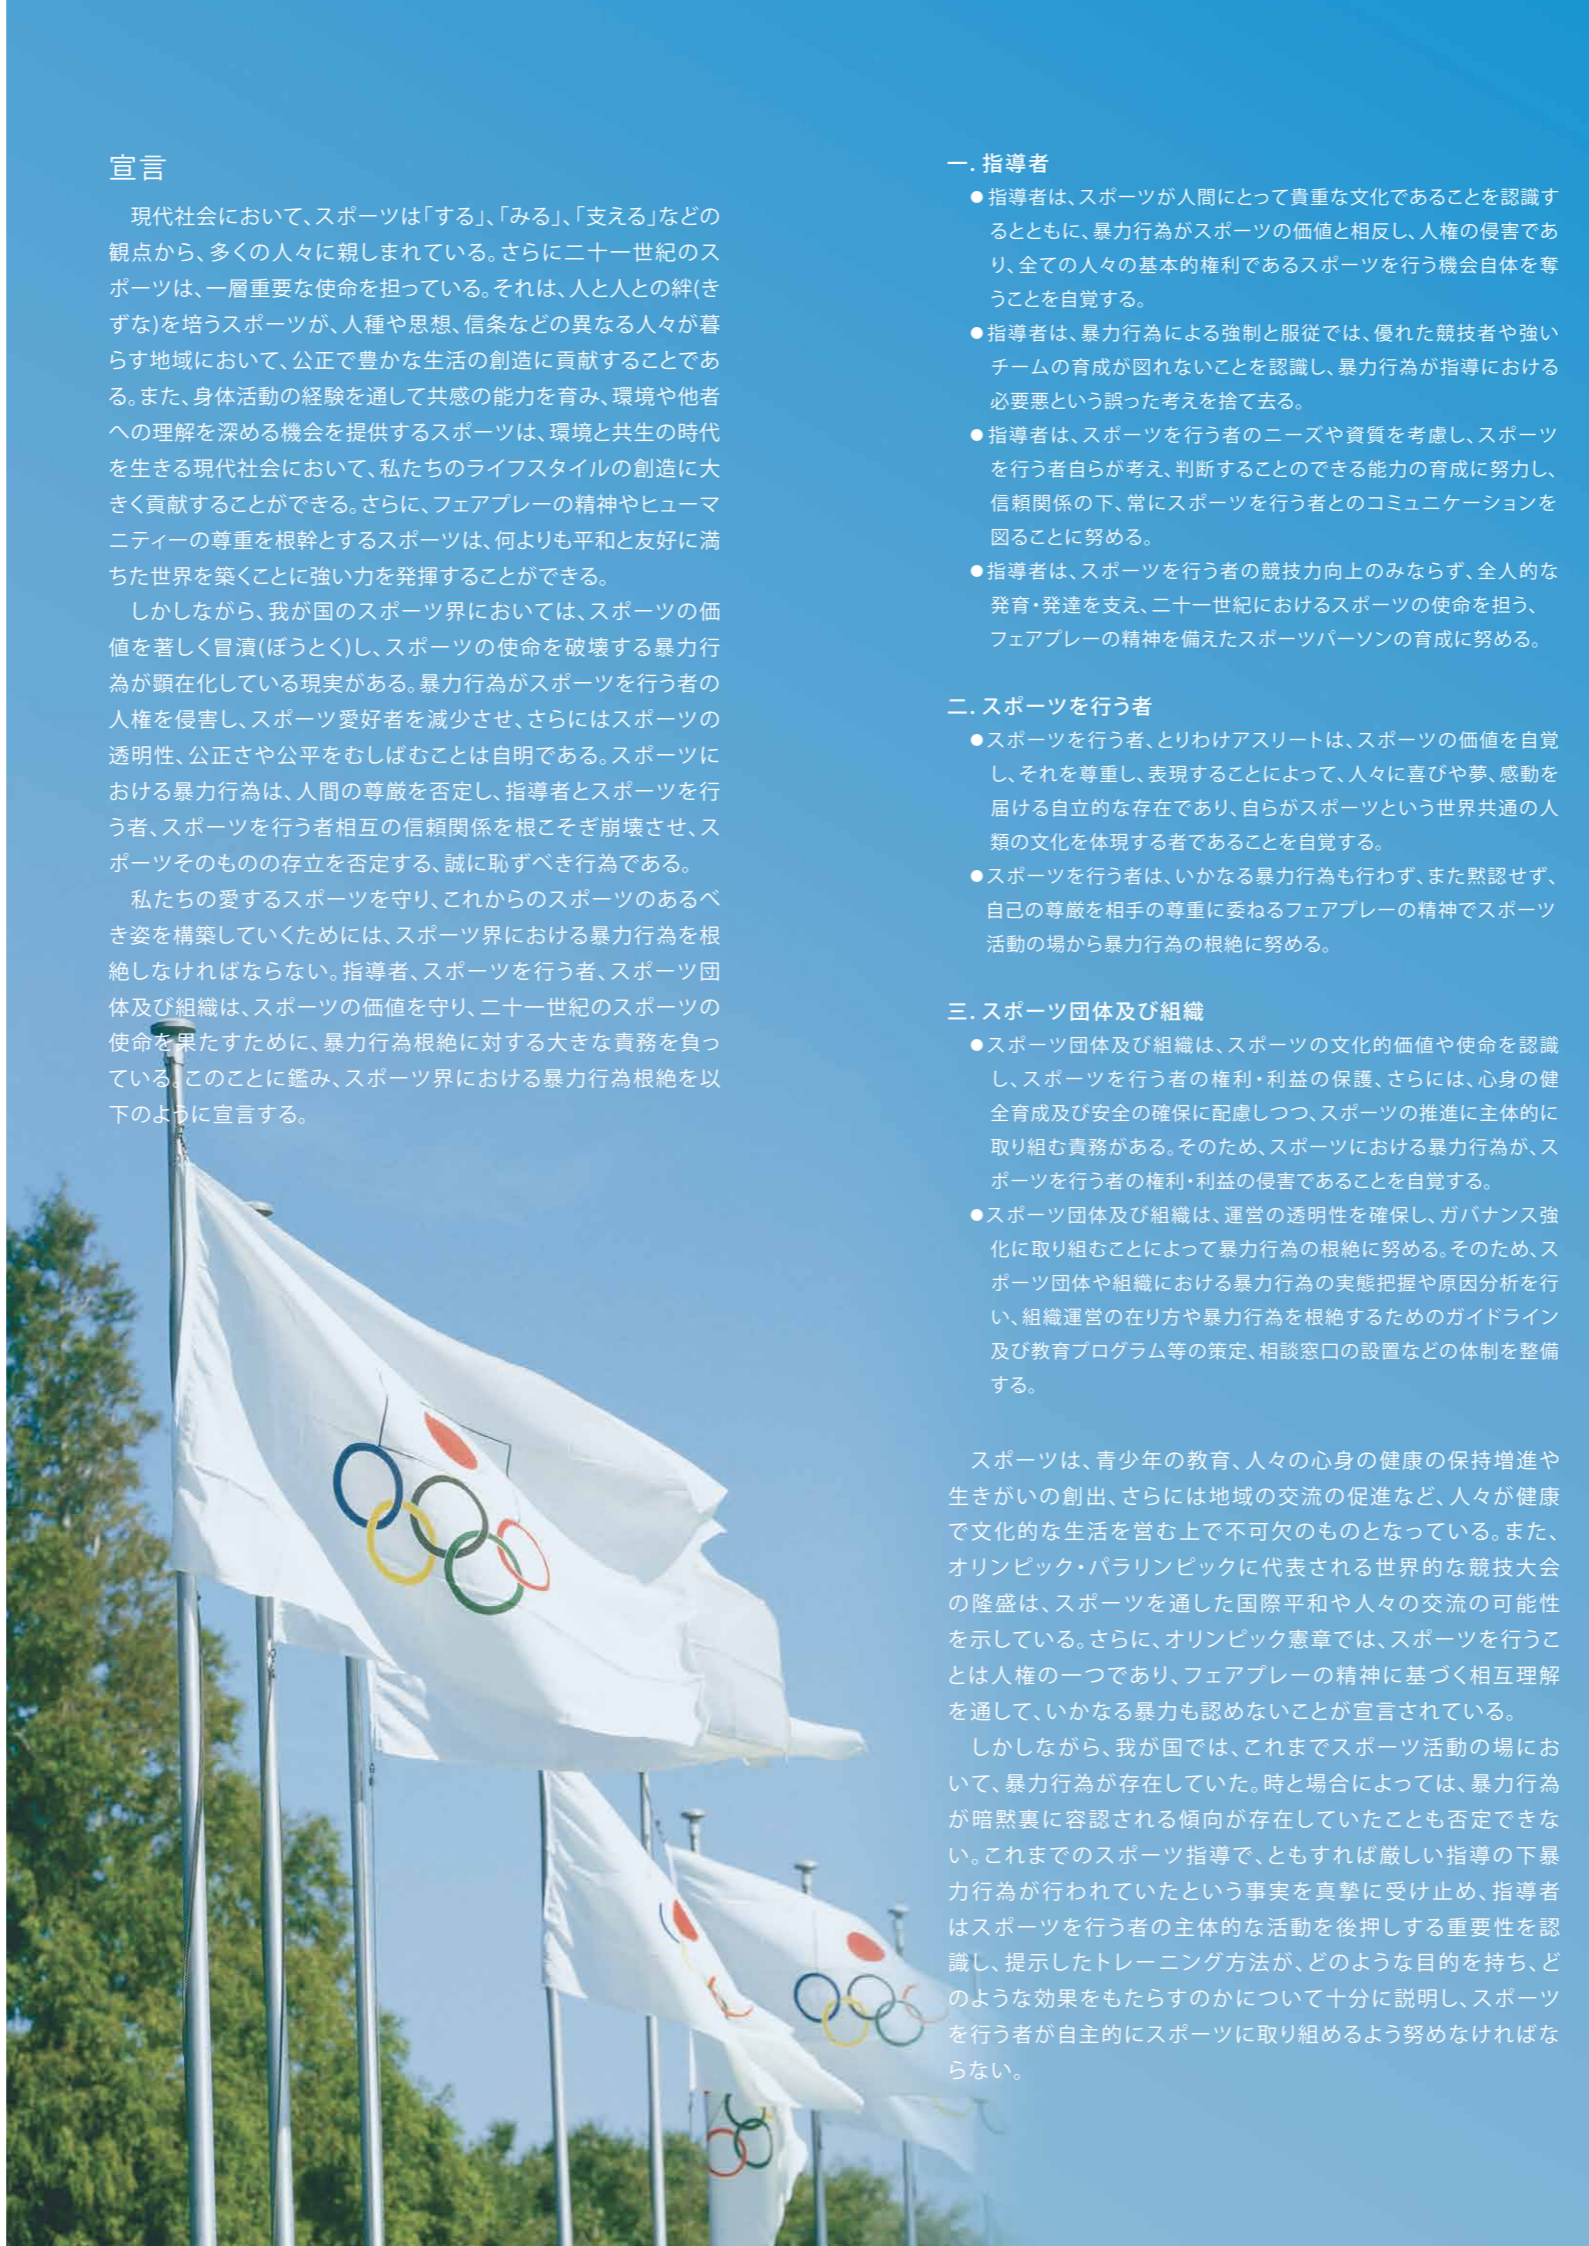 宣言
現代社会において、スポーツは「する」、「みる」、「支える」などの
観点から、多くの人々に親しまれている。さらに二十一世紀のス
ポーツは、一層重要な使命を担っている。それは、人と人との絆(き
ずな)を培うスポーツが、人種や思想、信条などの異なる人々が暮
らす地域において、公正で豊かな生活の創造に貢献することであ
る。また、身体活動の経験を通して共感の能力を育み、環境や他者
への理解を深める機会を提供するスポーツは、環境と共生の時代
を生きる現代社会において、私たちのライフスタイルの創造に大
きく貢献することができる。さらに、フェアプレーの精神やヒューマ
ニティーの尊重を根幹とするスポーツは、何よりも平和と友好に満
ちた世界を築くことに強い力を発揮することができる。
しかしながら、我が国のスポーツ界においては、スポーツの価
値を著しく冒瀆(ぼうとく)し、スポーツの使命を破壊する暴力行
為が顕在化している現実がある。暴力行為がスポーツを行う者の
人権を侵害し、スポーツ愛好者を減少させ、さらにはスポーツの
透明性、公正さや公平をむしばむことは自明である。スポーツに
おける暴力行為は、人間の尊厳を否定し、指導者とスポーツを行
う者、スポーツを行う者相互の信頼関係を根こそぎ崩壊させ、ス
ポーツそのものの存立を否定する、誠に恥ずべき行為である。
私たちの愛するスポーツを守り、これからのスポーツのあるべ
き姿を構築していくためには、スポーツ界における暴力行為を根
絶しなければならない。指導者、スポーツを行う者、スポーツ団
体及び組織は、スポーツの価値を守り、二十一世紀のスポーツの
使命を果たすために、暴力行為根絶に対する大きな責務を負っ
ている。このことに鑑み、スポーツ界における暴力行為根絶を以
下のように宣言する。
一. 指導者
●指導者は、スポーツが人間にとって貴重な文化であることを認識す
るとともに、暴力行為がスポーツの価値と相反し、人権の侵害であ
り、全ての人々の基本的権利であるスポーツを行う機会自体を奪
うことを自覚する。
●指導者は、暴力行為による強制と服従では、優れた競技者や強い
チームの育成が図れないことを認識し、暴力行為が指導における
必要悪という誤った考えを捨て去る。
●指導者は、スポーツを行う者のニーズや資質を考慮し、スポーツ
を行う者自らが考え、判断することのできる能力の育成に努力し、
信頼関係の下、常にスポーツを行う者とのコミュニケーションを
図ることに努める。
●指導者は、スポーツを行う者の競技力向上のみならず、全人的な
発育・発達を支え、二十一世紀におけるスポーツの使命を担う、
フェアプレーの精神を備えたスポーツパーソンの育成に努める。
二. スポーツを行う者
●スポーツを行う者、とりわけアスリートは、スポーツの価値を自覚
し、それを尊重し、表現することによって、人々に喜びや夢、感動を
届ける自立的な存在であり、自らがスポーツという世界共通の人
類の文化を体現する者であることを自覚する。
●スポーツを行う者は、いかなる暴力行為も行わず、また黙認せず、
自己の尊厳を相手の尊重に委ねるフェアプレーの精神でスポーツ
活動の場から暴力行為の根絶に努める。
三. スポーツ団体及び組織
●スポーツ団体及び組織は、スポーツの文化的価値や使命を認識
し、スポーツを行う者の権利・利益の保護、さらには、心身の健
全育成及び安全の確保に配慮しつつ、スポーツの推進に主体的に
取り組む責務がある。そのため、スポーツにおける暴力行為が、ス
ポーツを行う者の権利・利益の侵害であることを自覚する。
●スポーツ団体及び組織は、運営の透明性を確保し、ガバナンス強
化に取り組むことによって暴力行為の根絶に努める。そのため、ス
ポーツ団体や組織における暴力行為の実態把握や原因分析を行
い、組織運営の在り方や暴力行為を根絶するためのガイドライン
及び教育プログラム等の策定、相談窓口の設置などの体制を整備
する。
スポーツは、青少年の教育、人々の心身の健康の保持増進や
生きがいの創出、さらには地域の交流の促進など、人々が健康
で文化的な生活を営む上で不可欠のものとなっている。また、
オリンピック・パラリンピックに代表される世界的な競技大会
の隆盛は、スポーツを通した国際平和や人々の交流の可能性
を示している。さらに、オリンピック憲章では、スポーツを行うこ
とは人権の一つであり、フェアプレーの精神に基づく相互理解
を通して、いかなる暴力も認めないことが宣言されている。
しかしながら、我が国では、これまでスポーツ活動の場にお
いて、暴力行為が存在していた。時と場合によっては、暴力行為
が暗黙裏に容認される傾向が存在していたことも否定できな
い。これまでのスポーツ指導で、ともすれば厳しい指導の下暴
力行為が行われていたという事実を真摯に受け止め、指導者
はスポーツを行う者の主体的な活動を後押しする重要性を認
識し、提示したトレーニング方法が、どのような目的を持ち、ど
のような効果をもたらすのかについて十分に説明し、スポーツ
を行う者が自主的にスポーツに取り組めるよう努めなければな
らない。